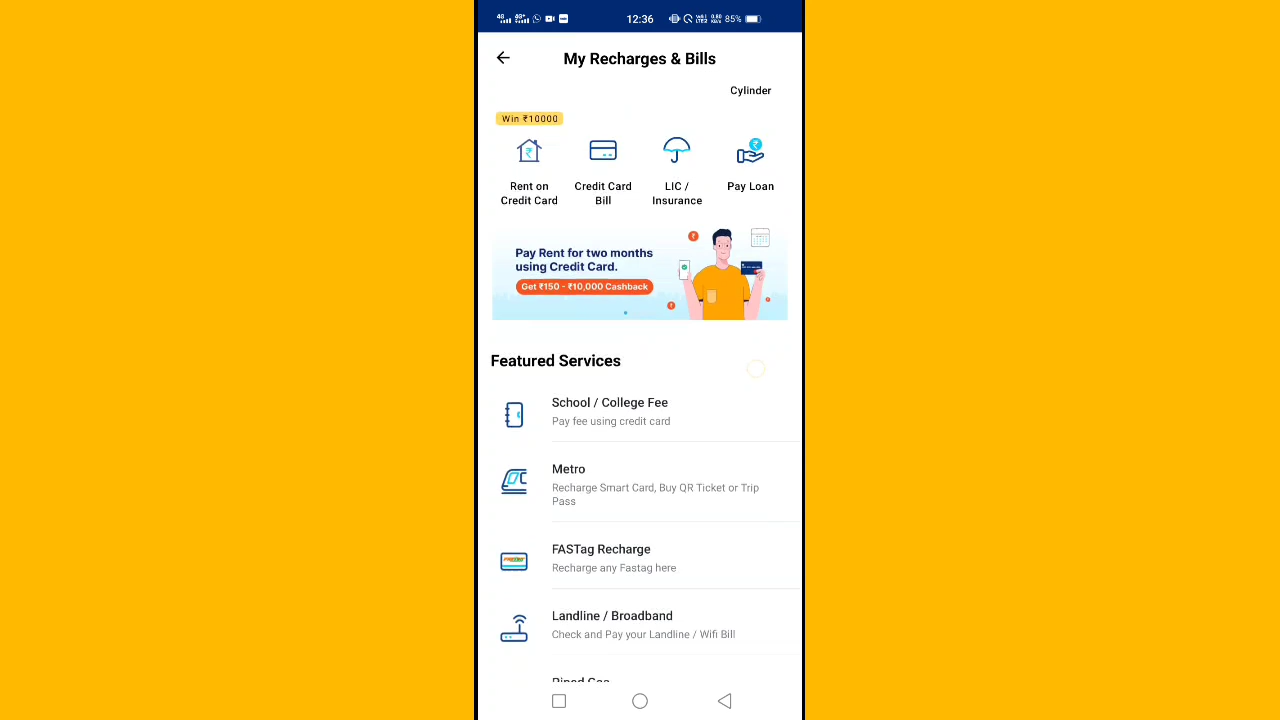 12:36
85%
My Recharges & Bills
Cylinder
Win ₹10000
Rent on
Credit Card
Credit Card
Bill
LIC /
Insurance
Pay Loan
Pay Rent for two months
using Credit Card.
Get ₹150 - ₹10,000 Cashback
Featured Services
School / College Fee
Pay fee using credit card
Metro
Recharge Smart Card, Buy QR Ticket or Trip
Pass
FASTag Recharge
Recharge any Fastag here
Landline / Broadband
Check and Pay your Landline / Wifi Bill
Piped Gas